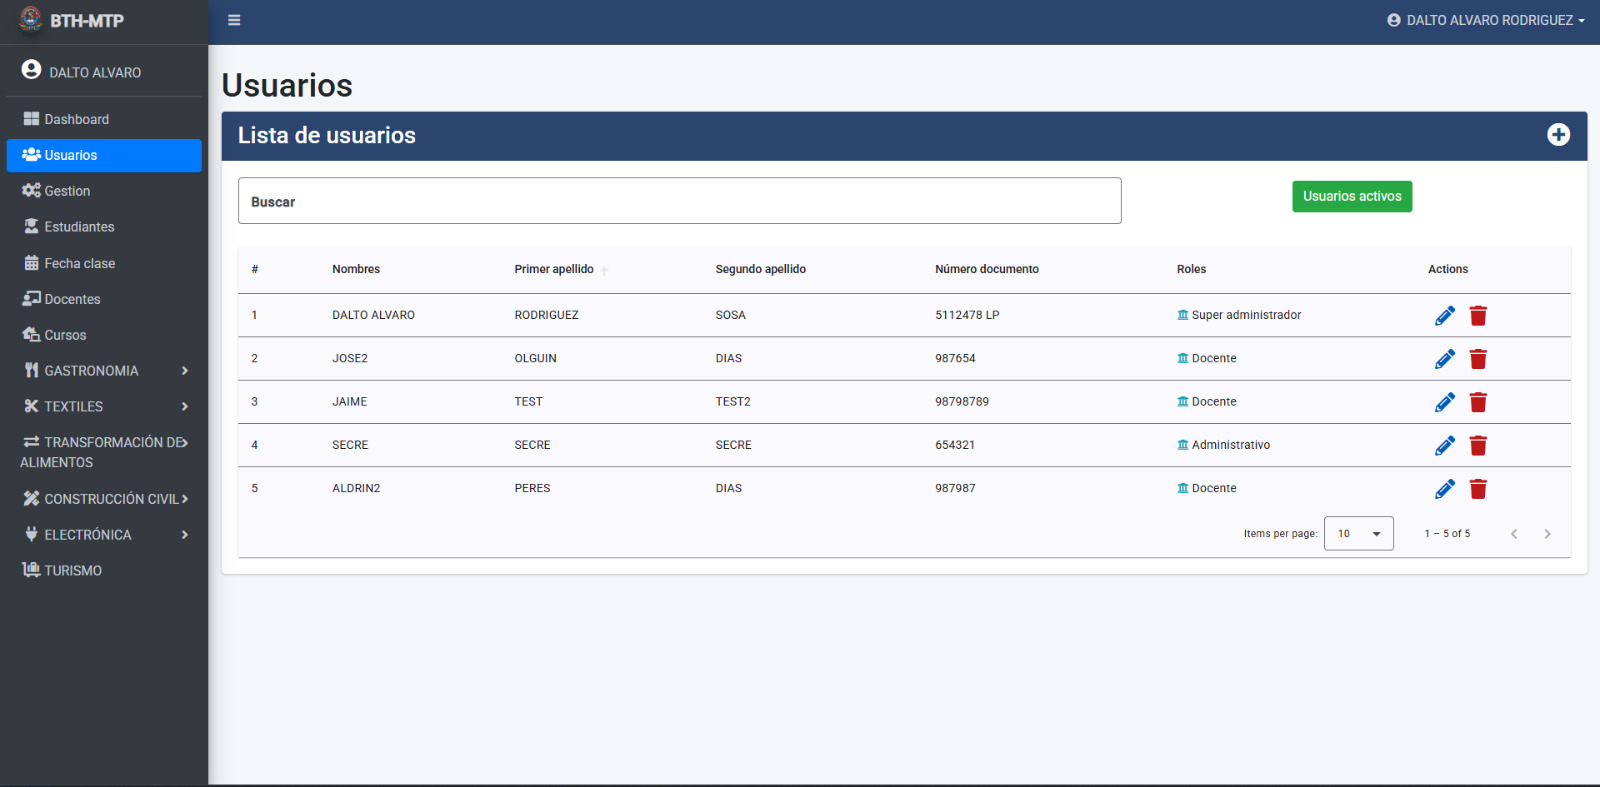 BTH-MTP
DALTO ALVARO RODRIGUEZ
DALTO ALVARO
Dashboard
Usuarios
Gestion
Estudiantes
Fecha clase
Docentes
Cursos
GASTRONOMIA
TEXTILES
TRANSFORMACIÓN DE
ALIMENTOS
CONSTRUCCIÓN CIVIL
ELECTRÓNICA
TURISMO
Usuarios
Lista de usuarios
Buscar
Usuarios activos
# Nombres Primer apellido Segundo apellido Número documento Roles Actions
1 DALTO ALVARO RODRIGUEZ SOSA 5112478 LP Super administrador
2 JOSE2 OLGUIN DIAS 987654 Docente
3 JAIME TEST TEST2 98798789 Docente
4 SECRE SECRE SECRE 654321 Administrativo
5 ALDRIN2 PERES DIAS 987987 Docente
Items per page: 10 1 – 5 of 5